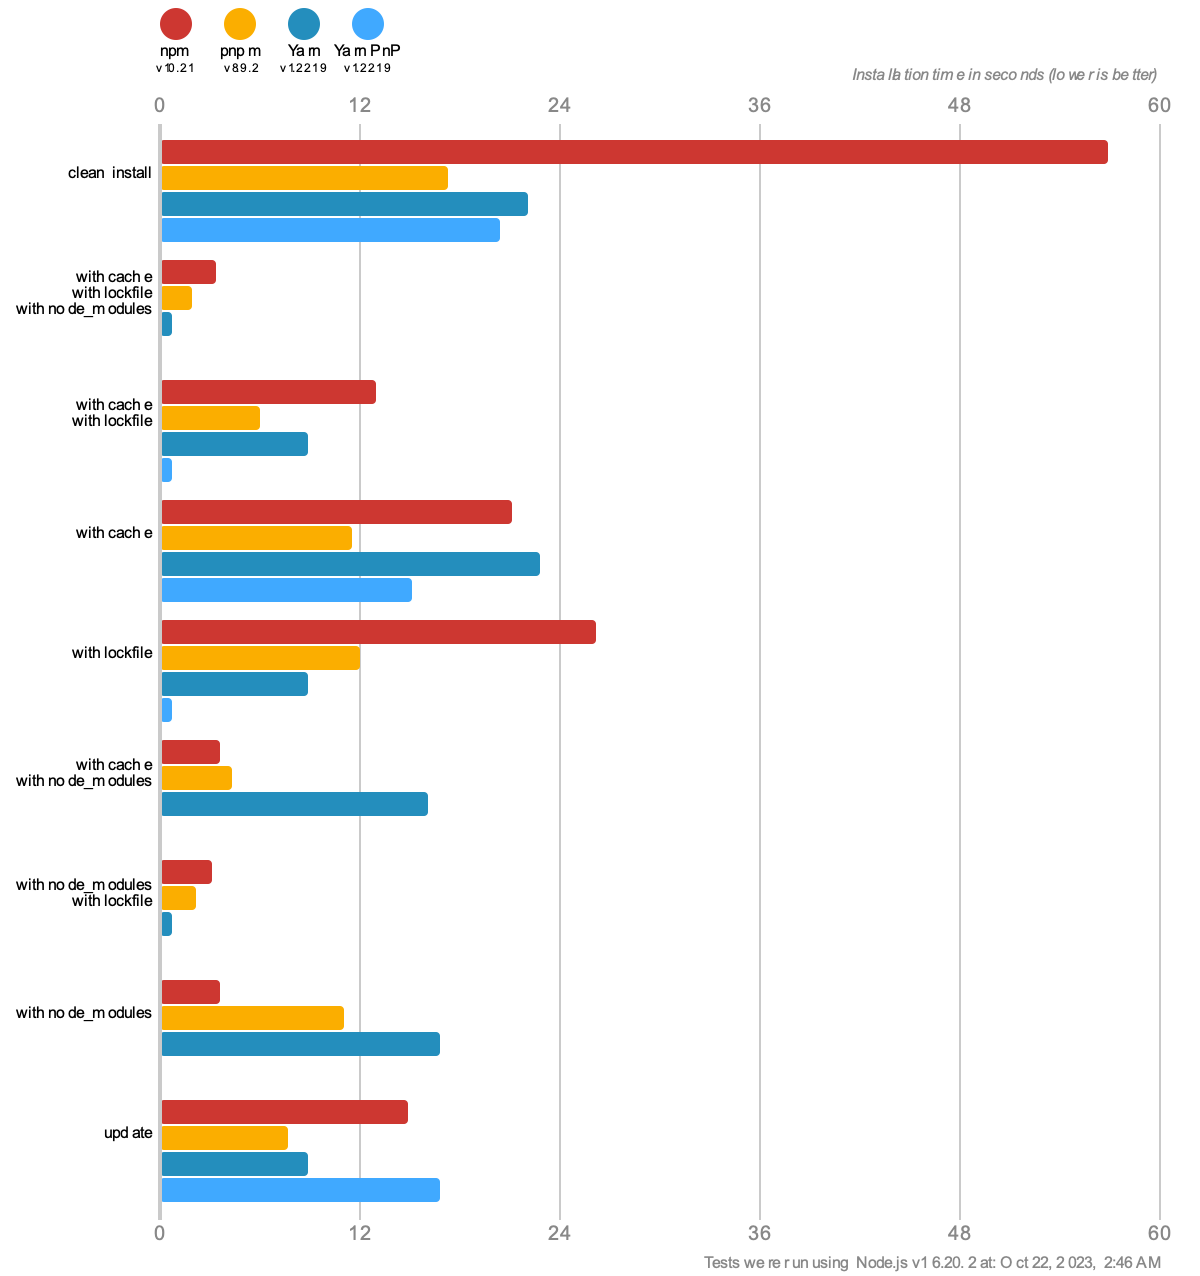 npm pnpm Yarn Yarn PnP
v10.2.1 v8.9.2 v1.22.19 v1.22.19
Installation time in seconds (lower is better)
0 12 24 36 48 60
clean install
with cache
with lockfile
with node_modules
with cache
with lockfile
with cache
with lockfile
with cache
with node_modules
with node_modules
with lockfile
with node_modules
update
0 12 24 36 48 60
Tests were run using Node.js v16.20.2 at: Oct 22, 2023, 2:46 AM